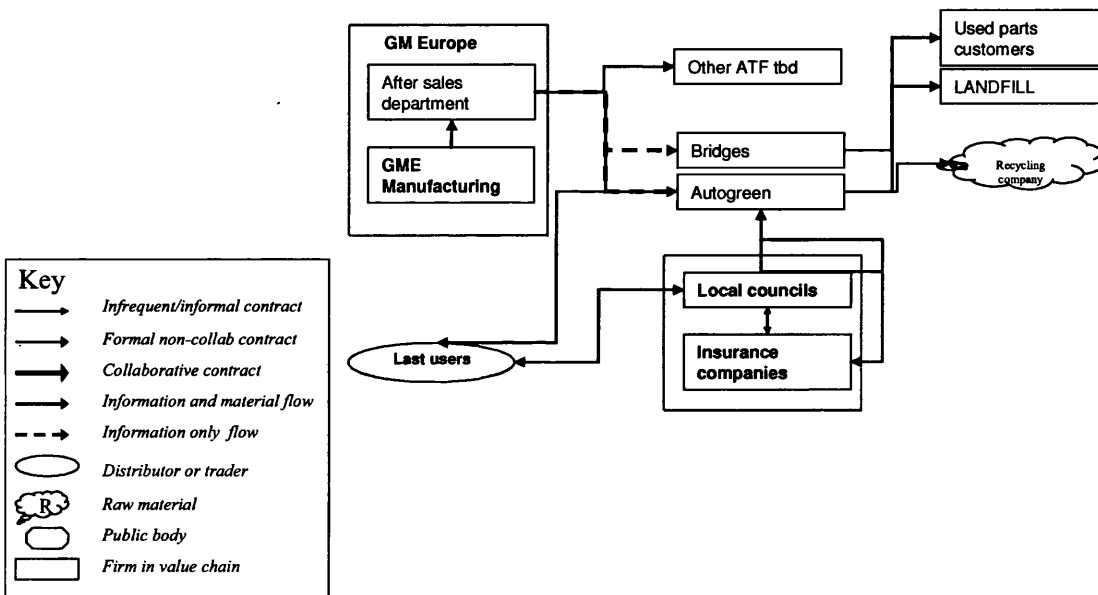 GM Europe
After sales
department
GME
Manufacturing
Other ATF tbd
Bridges
Autogreen
Used parts
customers
LANDFILL
Recycling
company
Local councils
Insurance
companies
Last users
Key
Infrequent/informal contract
Formal non-collab contract
Collaborative contract
Information and material flow
Information only flow
Distributor or trader
R
Raw material
Public body
Firm in value chain